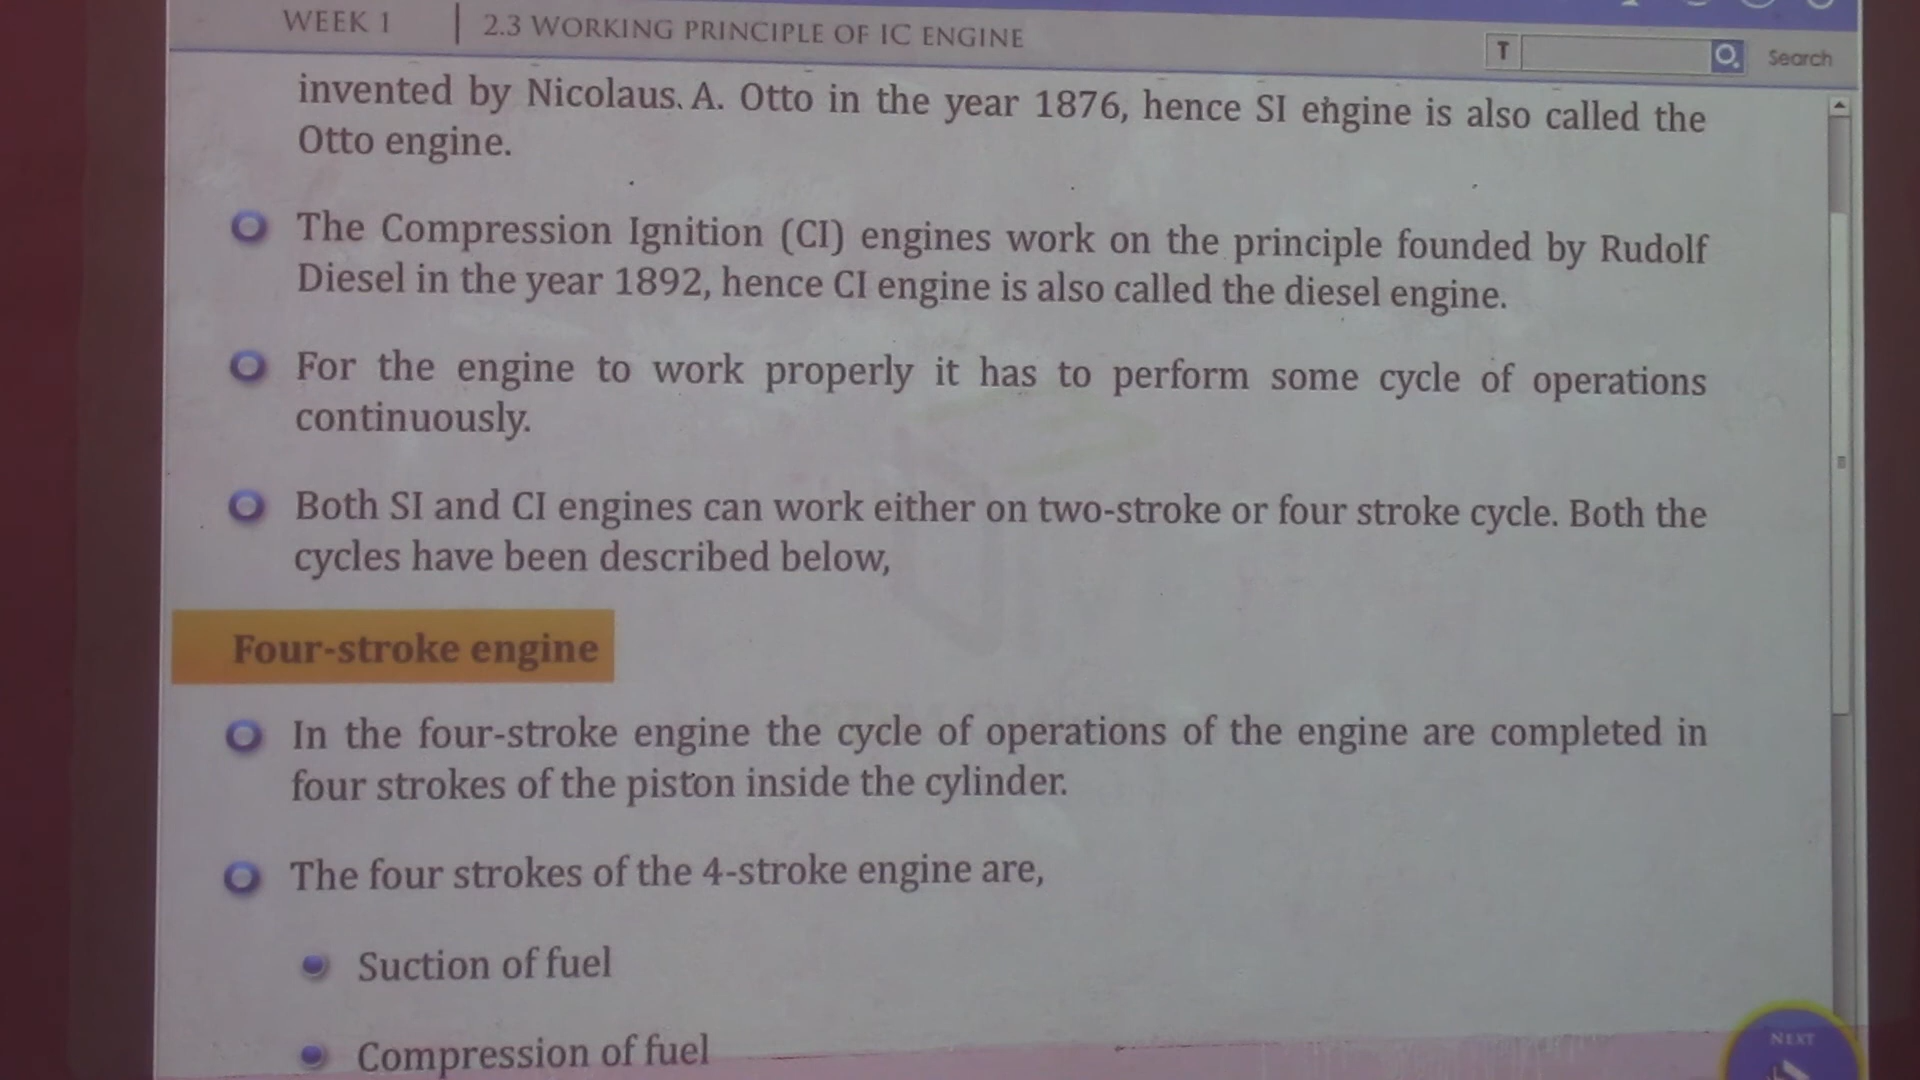 WEEK 1 | 2.3 WORKING PRINCIPLE OF IC ENGINE
T Search
invented by Nicolaus. A. Otto in the year 1876, hence SI engine is also called the
Otto engine.
The Compression Ignition (CI) engines work on the principle founded by Rudolf
Diesel in the year 1892, hence CI engine is also called the diesel engine.
For the engine to work properly it has to perform some cycle of operations
continuously.
Both SI and CI engines can work either on two-stroke or four stroke cycle. Both the
cycles have been described below,
Four-stroke engine
In the four-stroke engine the cycle of operations of the engine are completed in
four strokes of the piston inside the cylinder.
The four strokes of the 4-stroke engine are,
Suction of fuel
Compression of fuel
NEXT